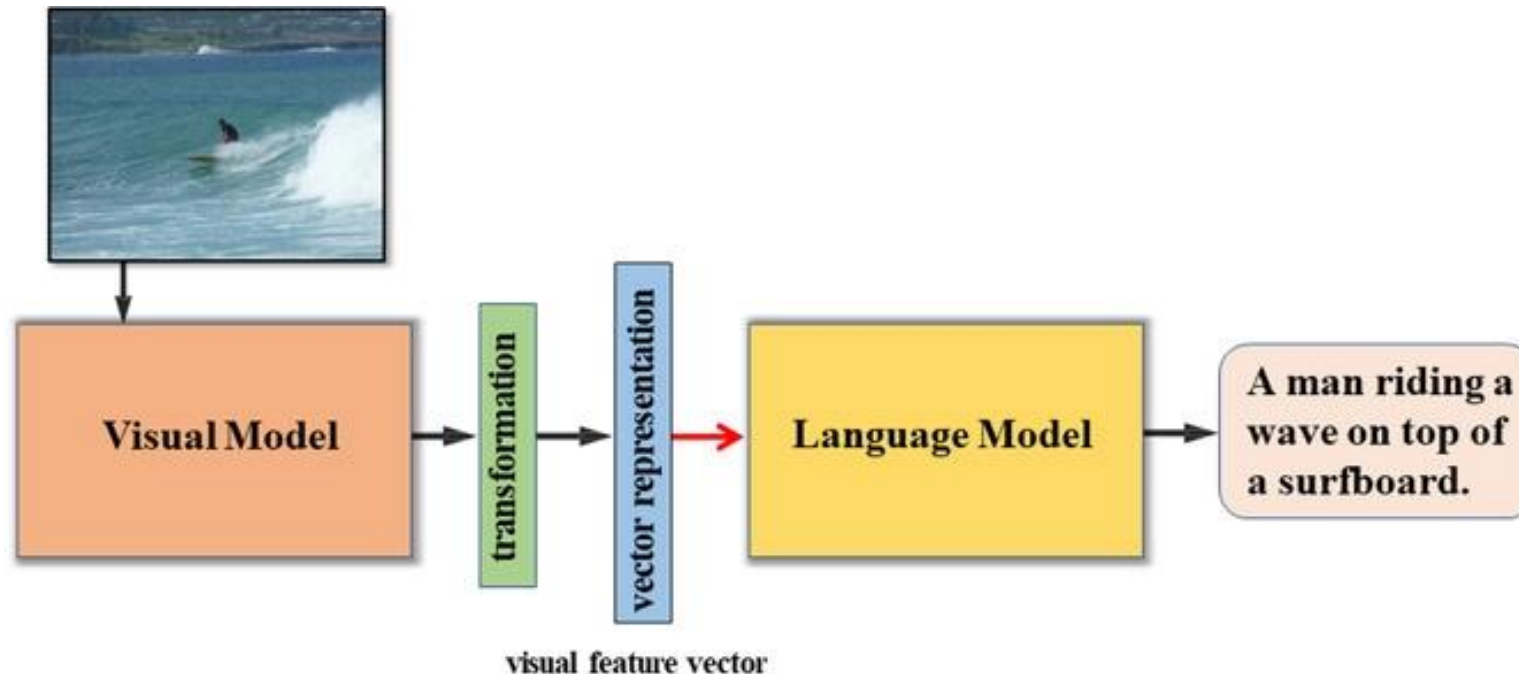 Visual Model
transformation
vector representation
visual feature vector
Language Model
A man riding a
wave on top of
a surfboard.